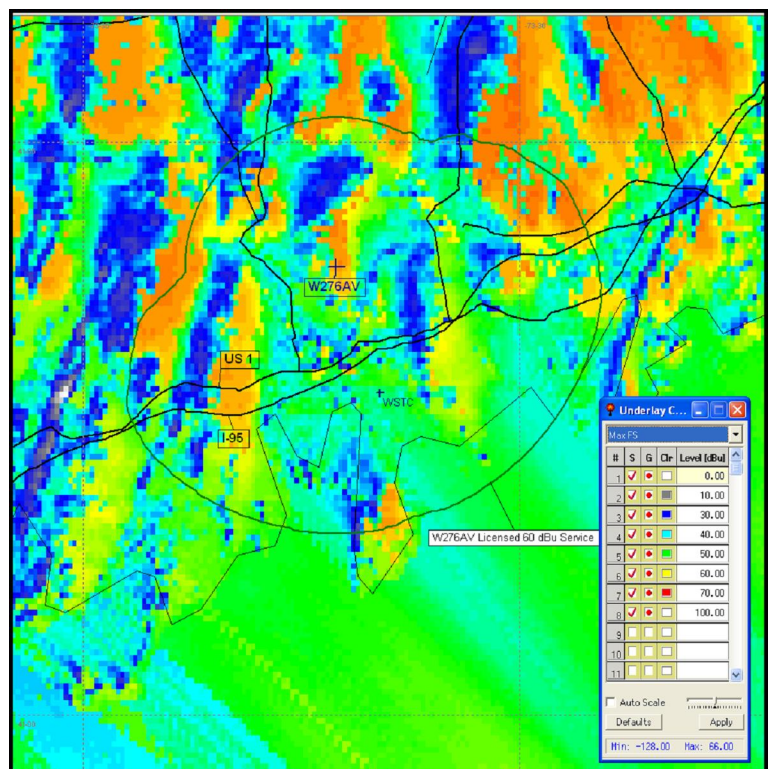 73-30
W276AV
US 1
WSTC
I-95
W276AV Licensed 60 dBu Service
Underlay C...
Max FS
# S G Clr Level [dBu]
1 0.00
2 10.00
3 30.00
4 40.00
5 50.00
6 60.00
7 70.00
8 100.00
9
10
11
Auto Scale
Defaults Apply
Min: -128.00 Max: 66.00